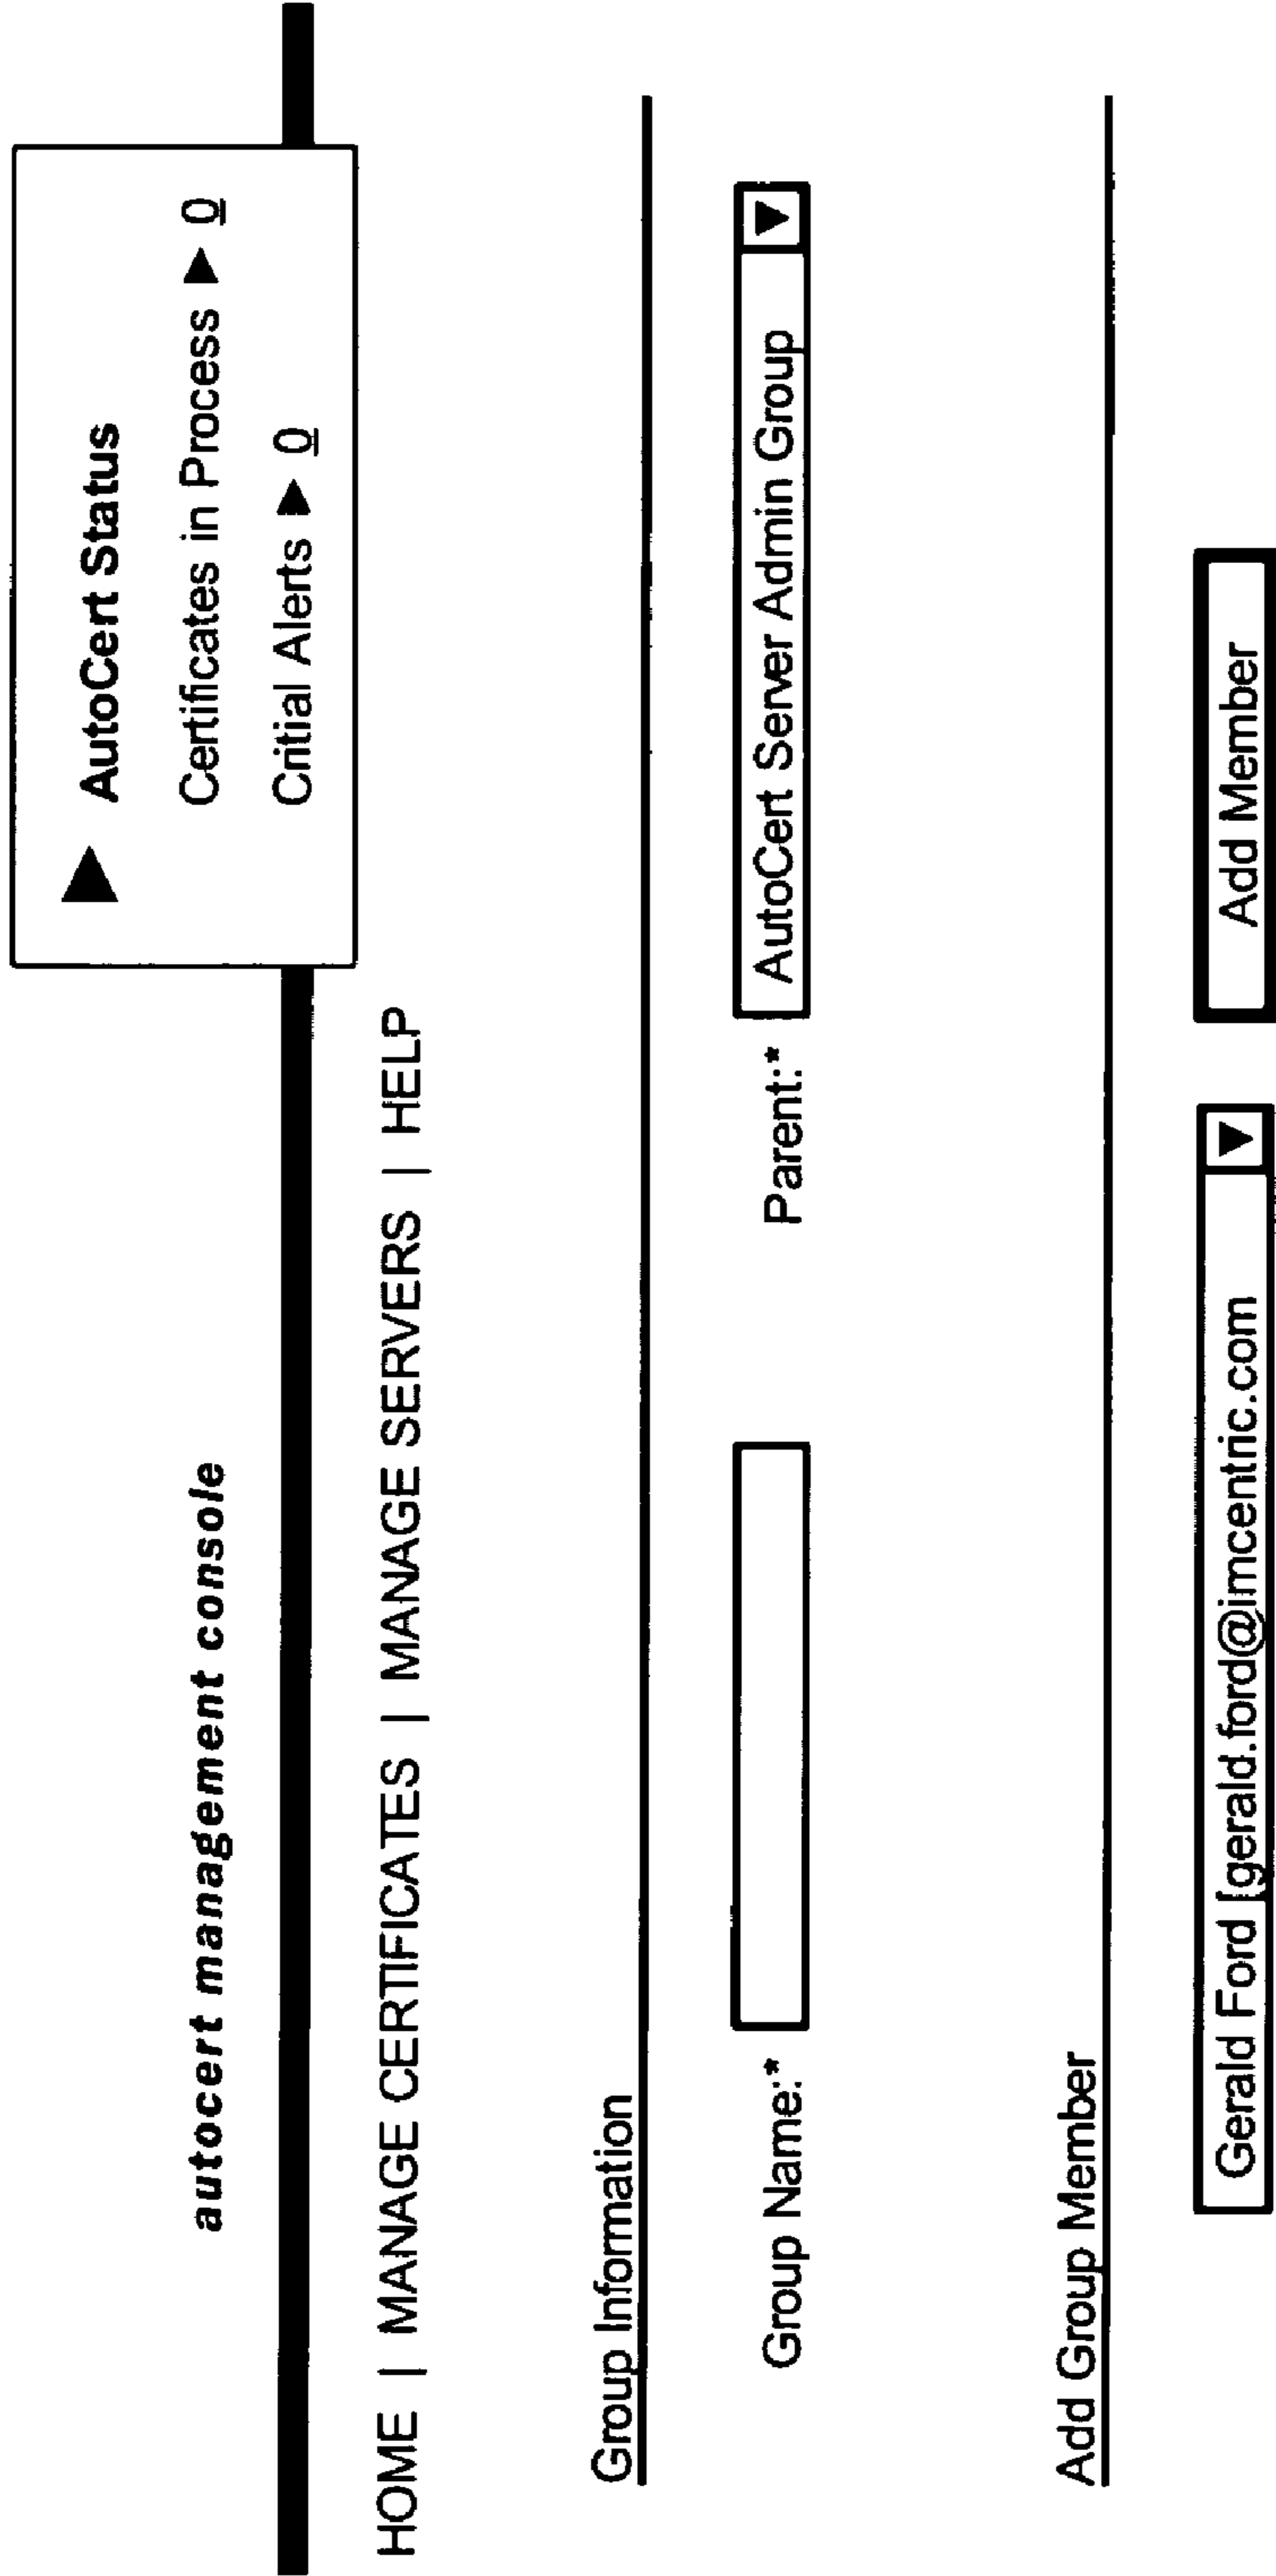 AutoCert Status
Certificates in Process ▶ 0
Critial Alerts ▶ 0
autocert management console
HOME | MANAGE CERTIFICATES | MANAGE SERVERS | HELP
Group Information
Group Name:* Parent:* AutoCert Server Admin Group
Add Group Member
Gerald Ford [gerald.ford@imcentric.com Add Member